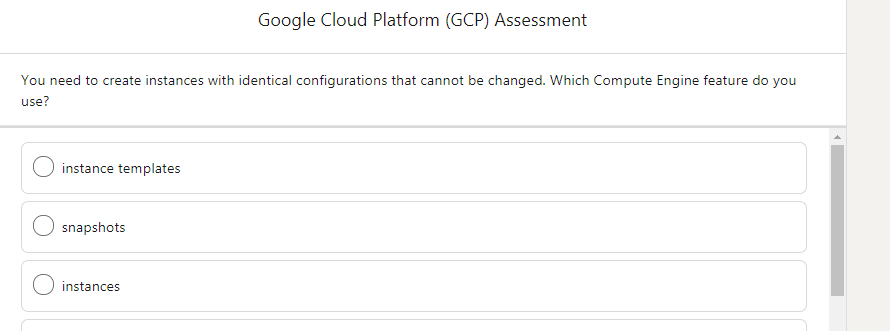 Google Cloud Platform (GCP) Assessment
You need to create instances with identical configurations that cannot be changed. Which Compute Engine feature do you
use?
instance templates
snapshots
instances